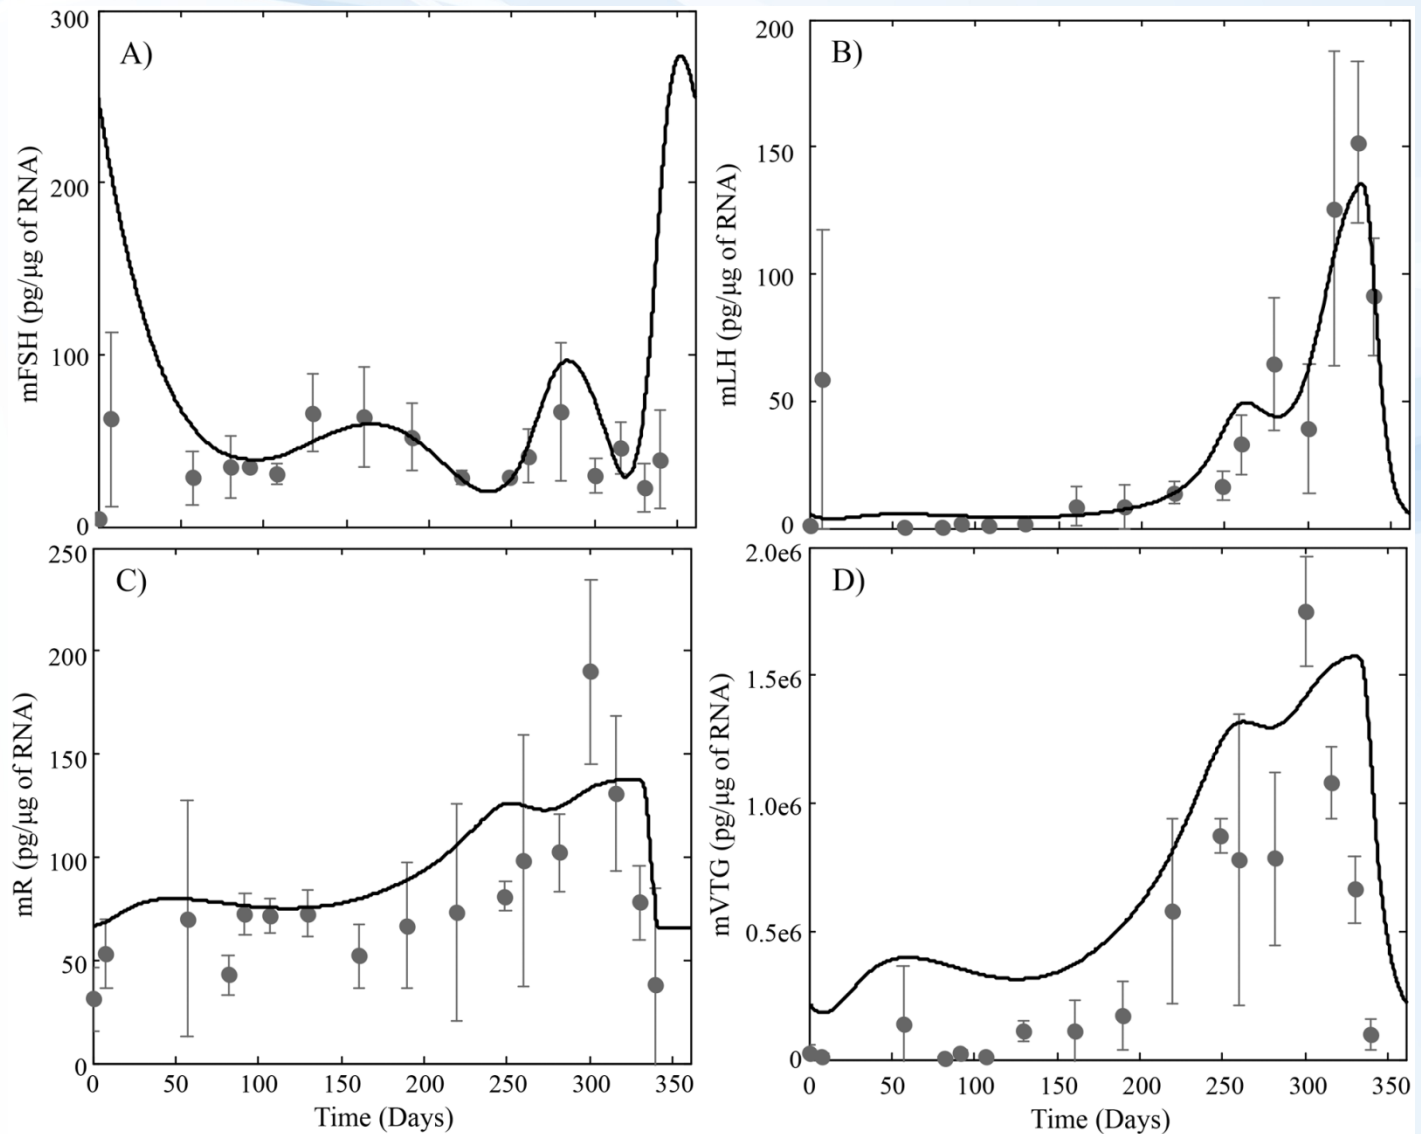 A)
300
200
100
0
mFSH (pg/µg of RNA)
B)
200
150
100
50
0
mLH (pg/µg of RNA)
C)
250
200
150
100
50
0
mR (pg/µg of RNA)
0 50 100 150 200 250 300 350
Time (Days)
D)
2.0e6
1.5e6
1.0e6
0.5e6
0
mVTG (pg/µg of RNA)
0 50 100 150 200 250 300 350
Time (Days)